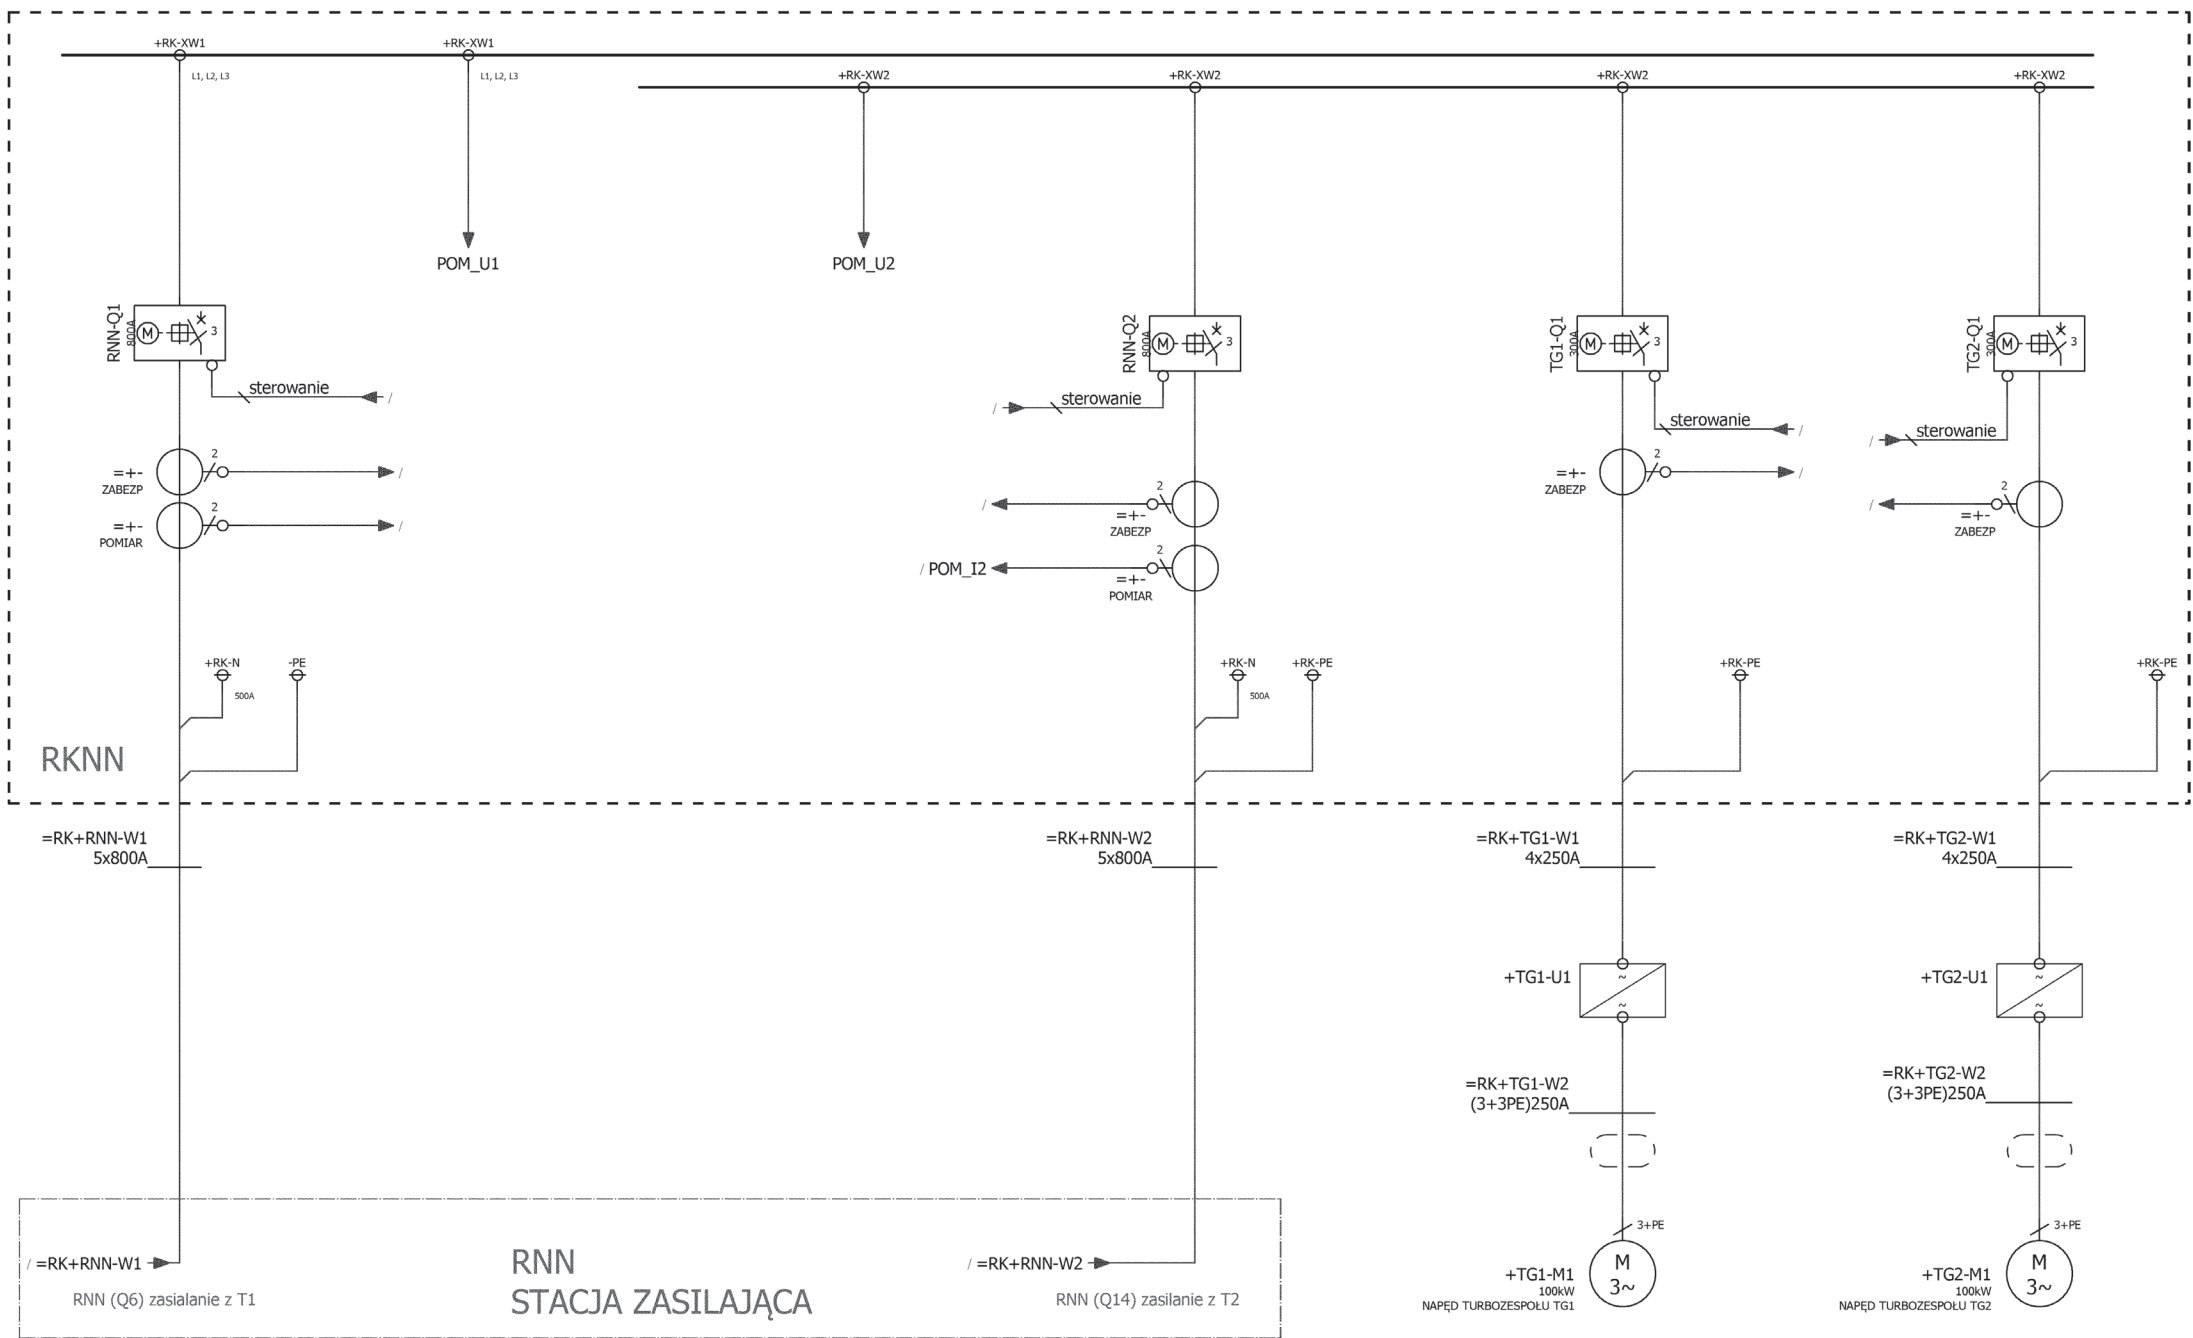 +RK-XW1
+RK-XW1
L1, L2, L3
L1, L2, L3
+RK-XW2
+RK-XW2
+RK-XW2
+RK-XW2
POM_U1
POM_U2
RNN-Q1
800A
M
3
RNN-Q2
800A
M
3
TG1-Q1
300A
M
3
TG2-Q1
300A
M
3
sterowanie /
/ sterowanie
sterowanie /
/ sterowanie
=+-
ZABEZP
2
/
=+-
POMIAR
2
/
/
2
=+-
ZABEZP
/ POM_I2
2
=+-
POMIAR
=+-
ZABEZP
2
/
/
2
=+-
ZABEZP
+RK-N
500A
-PE
+RK-N
500A
+RK-PE
+RK-PE
+RK-PE
RKNN
=RK+RNN-W1
5x800A
=RK+RNN-W2
5x800A
=RK+TG1-W1
4x250A
=RK+TG2-W1
4x250A
+TG1-U1
~
~
+TG2-U1
~
~
=RK+TG1-W2
(3+3PE)250A
=RK+TG2-W2
(3+3PE)250A
3+PE
3+PE
/ =RK+RNN-W1
RNN (Q6) zasialanie z T1
RNN
STACJA ZASILAJĄCA
/ =RK+RNN-W2
RNN (Q14) zasilanie z T2
+TG1-M1
100kW
NAPĘD TURBOZESPOŁU TG1
M
3~
+TG2-M1
100kW
NAPĘD TURBOZESPOŁU TG2
M
3~